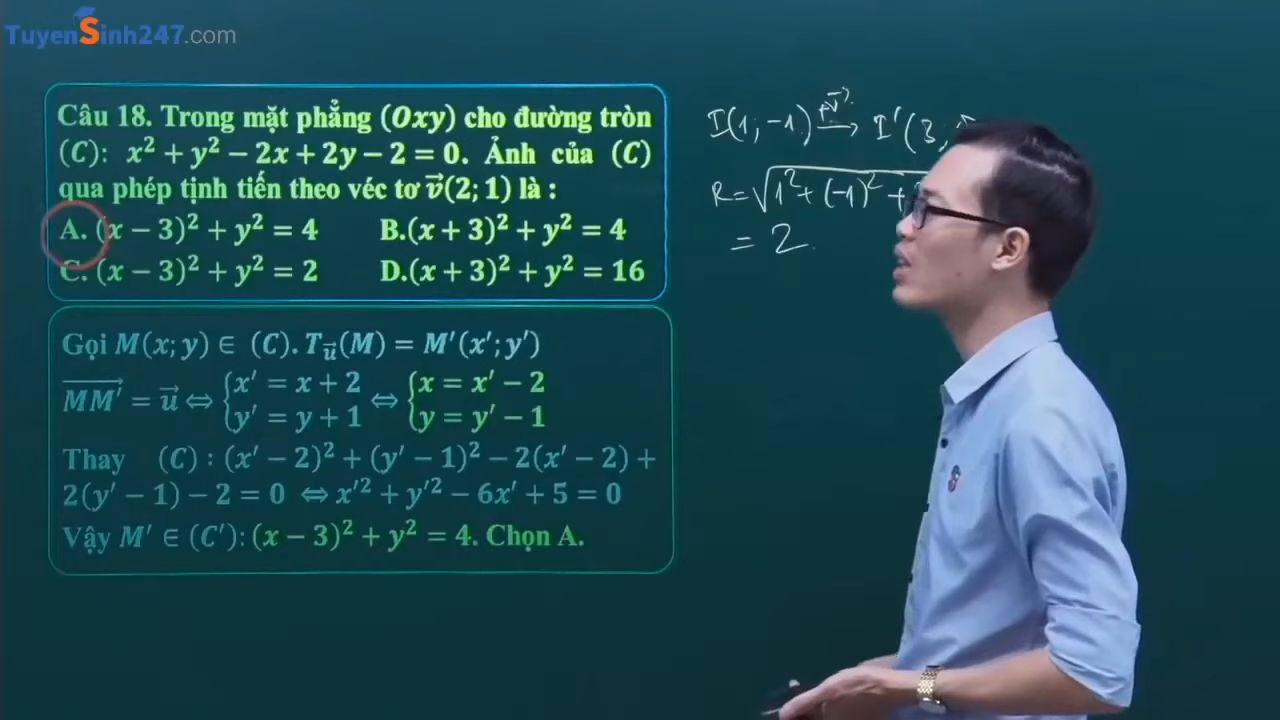 TuyenSinh247.com
Câu 18. Trong mặt phẳng (Oxy) cho đường tròn
(C): x² + y² − 2x + 2y − 2 = 0. Ảnh của (C)
qua phép tịnh tiến theo véc tơ v⃗(2; 1) là :
A. (x − 3)² + y² = 4 B.(x + 3)² + y² = 4
C. (x − 3)² + y² = 2 D.(x + 3)² + y² = 16
Gọi M(x; y) ∈ (C). T_u⃗(M) = M′(x′; y′)
MM′⃗ = u⃗ ⇔ {x′ = x + 2 ⇔ {x = x′ − 2
{y′ = y + 1 {y = y′ − 1
Thay (C) : (x′ − 2)² + (y′ − 1)² − 2(x′ − 2) +
2(y′ − 1) − 2 = 0 ⇔ x′² + y′² − 6x′ + 5 = 0
Vậy M′ ∈ (C′): (x − 3)² + y² = 4. Chọn A.
I(1; −1) → I′(3;
R = √1² + (−1)² +
= 2